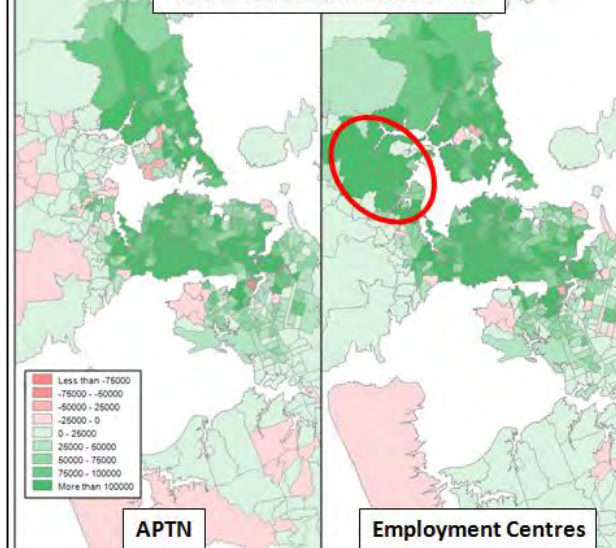 Less than -75000
-75000 - -50000
-50000 - 25000
-25000 - 0
0 - 25000
25000 - 50000
50000 - 75000
75000 - 100000
More than 100000
APTN
Employment Centres